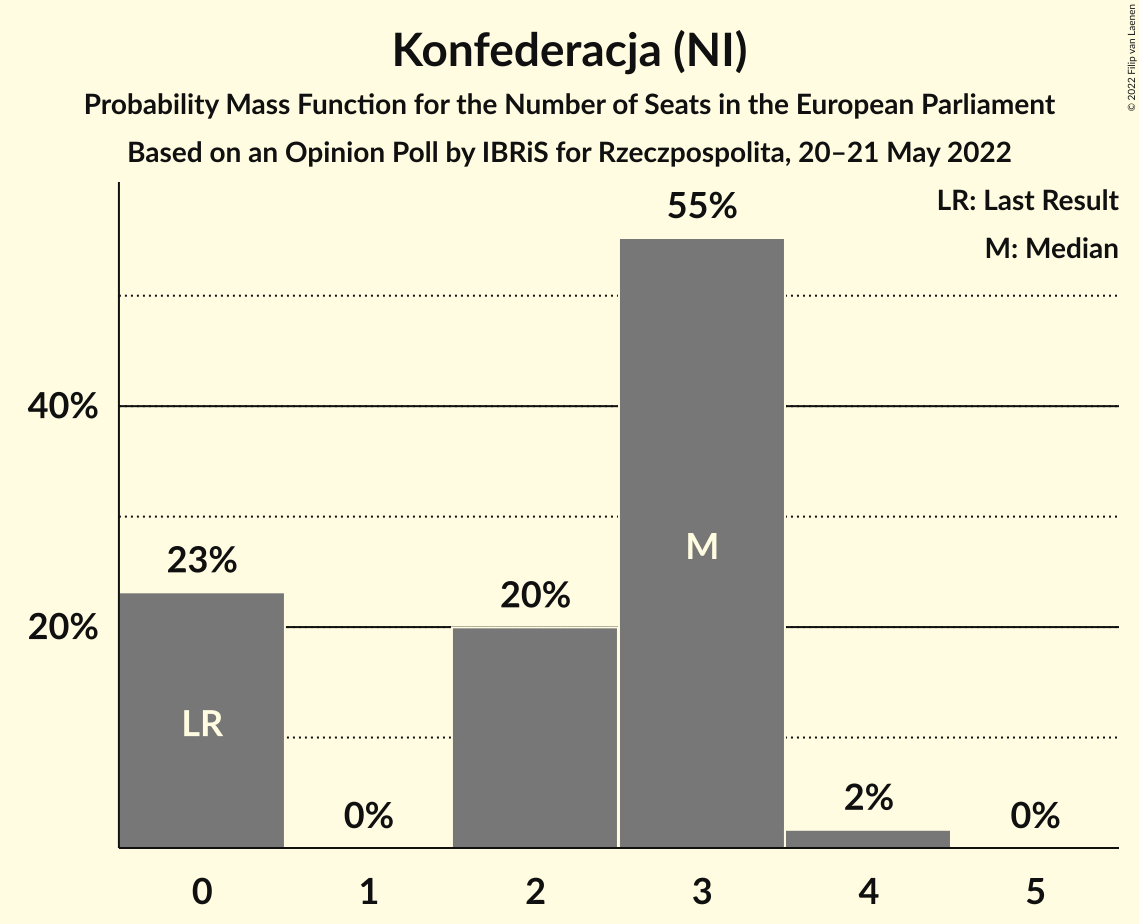 Konfederacja (NI)
Probability Mass Function for the Number of Seats in the European Parliament
Based on an Opinion Poll by IBRiS for Rzeczpospolita, 20–21 May 2022
© 2022 Filip van Laenen
LR: Last Result
M: Median
55%
40%
M
23%
20%
20%
LR
2%
0%
0%
0 1 2 3 4 5